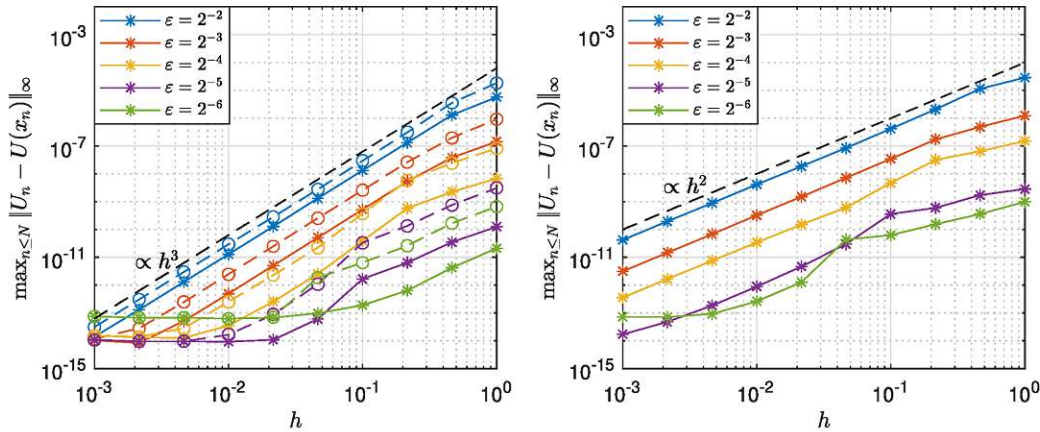 max_{n≤N} ‖U_n − U(x_n)‖_∞
10^{-3}
10^{-7}
10^{-11}
10^{-15}
ε = 2^{-2}
ε = 2^{-3}
ε = 2^{-4}
ε = 2^{-5}
ε = 2^{-6}
∝ h^3
10^{-3}
10^{-2}
10^{-1}
10^0
h
max_{n≤N} ‖U_n − U(x_n)‖_∞
10^{-3}
10^{-7}
10^{-11}
10^{-15}
ε = 2^{-2}
ε = 2^{-3}
ε = 2^{-4}
ε = 2^{-5}
ε = 2^{-6}
∝ h^2
10^{-3}
10^{-2}
10^{-1}
10^0
h